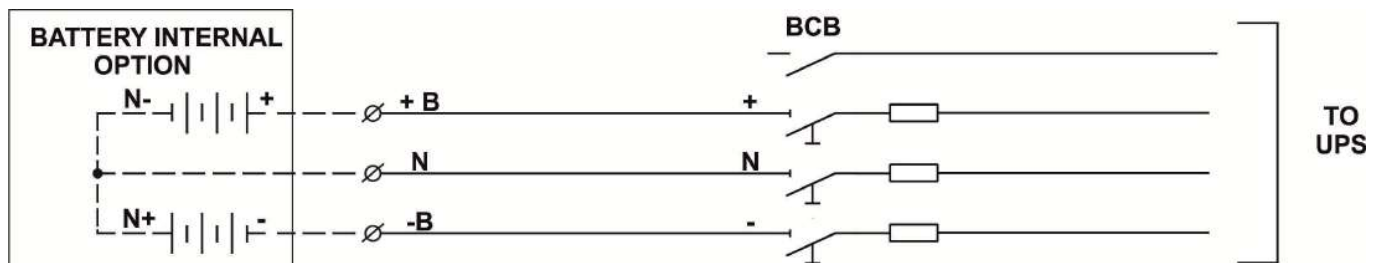 BATTERY INTERNAL
OPTION
BCB
N- +
+ B +
N N
N+ -
-B -
TO
UPS